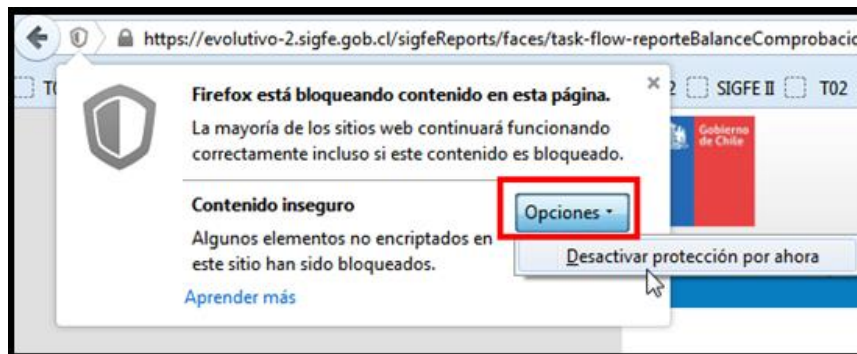 https://evolutivo-2.sigfe.gob.cl/sigfeReports/faces/task-flow-reporteBalanceComprobacio
2 SIGFE II T02
Firefox está bloqueando contenido en esta página.
La mayoría de los sitios web continuará funcionando
correctamente incluso si este contenido es bloqueado.
Gobierno
de Chile
Contenido inseguro
Opciones
Algunos elementos no encriptados en
este sitio han sido bloqueados.
Desactivar protección por ahora
Aprender más